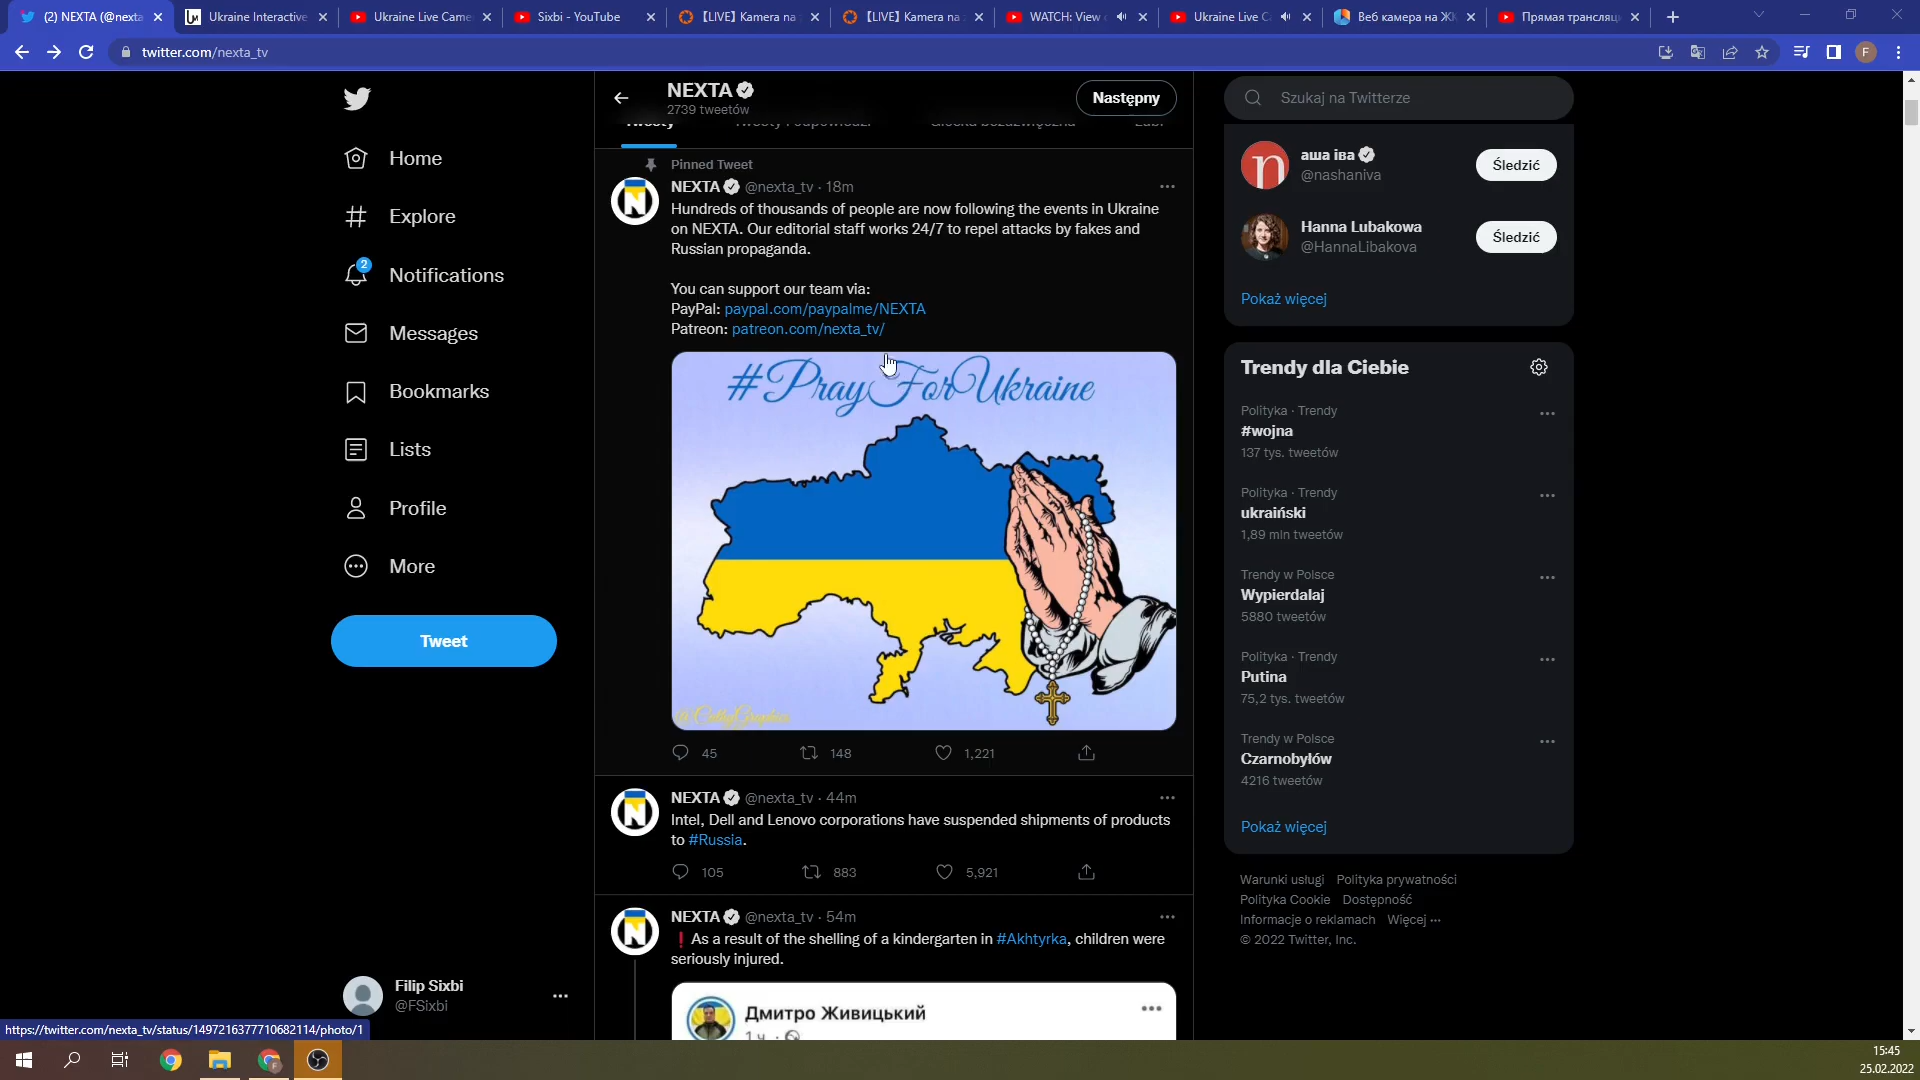 (2) NEXTA (@nexta
Ukraine Interactive
Ukraine Live Came
Sixbi - YouTube
【LIVE】 Kamera na
【LIVE】 Kamera na
WATCH: View
Ukraine Live C
Веб камера на Ж
Прямая трансляц
twitter.com/nexta_tv
F
NEXTA
2739 tweetów
Następny
Szukaj na Twitterze
Tweety
Home
Explore
2
Notifications
Messages
Bookmarks
Lists
Profile
More
Tweet
Filip Sixbi
@FSixbi
Pinned Tweet
NEXTA @nexta_tv · 18m
Hundreds of thousands of people are now following the events in Ukraine
on NEXTA. Our editorial staff works 24/7 to repel attacks by fakes and
Russian propaganda.
You can support our team via:
PayPal: paypal.com/paypalme/NEXTA
Patreon: patreon.com/nexta_tv/
#PrayForUkraine
45
148
1,221
NEXTA @nexta_tv · 44m
Intel, Dell and Lenovo corporations have suspended shipments of products
to #Russia.
105
883
5,921
NEXTA @nexta_tv · 54m
❗As a result of the shelling of a kindergarten in #Akhtyrka, children were
seriously injured.
Дмитро Живицький
1 ч ·
аша іва
@nashaniva
Śledzić
Hanna Lubakowa
@HannaLibakova
Śledzić
Pokaż więcej
Trendy dla Ciebie
Polityka · Trendy
#wojna
137 tys. tweetów
Polityka · Trendy
ukraiński
1,89 mln tweetów
Trendy w Polsce
Wypierdalaj
5880 tweetów
Polityka · Trendy
Putina
75,2 tys. tweetów
Trendy w Polsce
Czarnobylów
4216 tweetów
Pokaż więcej
Warunki usługi Polityka prywatności
Polityka Cookie Dostępność
Informacje o reklamach Więcej ···
© 2022 Twitter, Inc.
https://twitter.com/nexta_tv/status/1497216377710682114/photo/1
15:45
25.02.2022